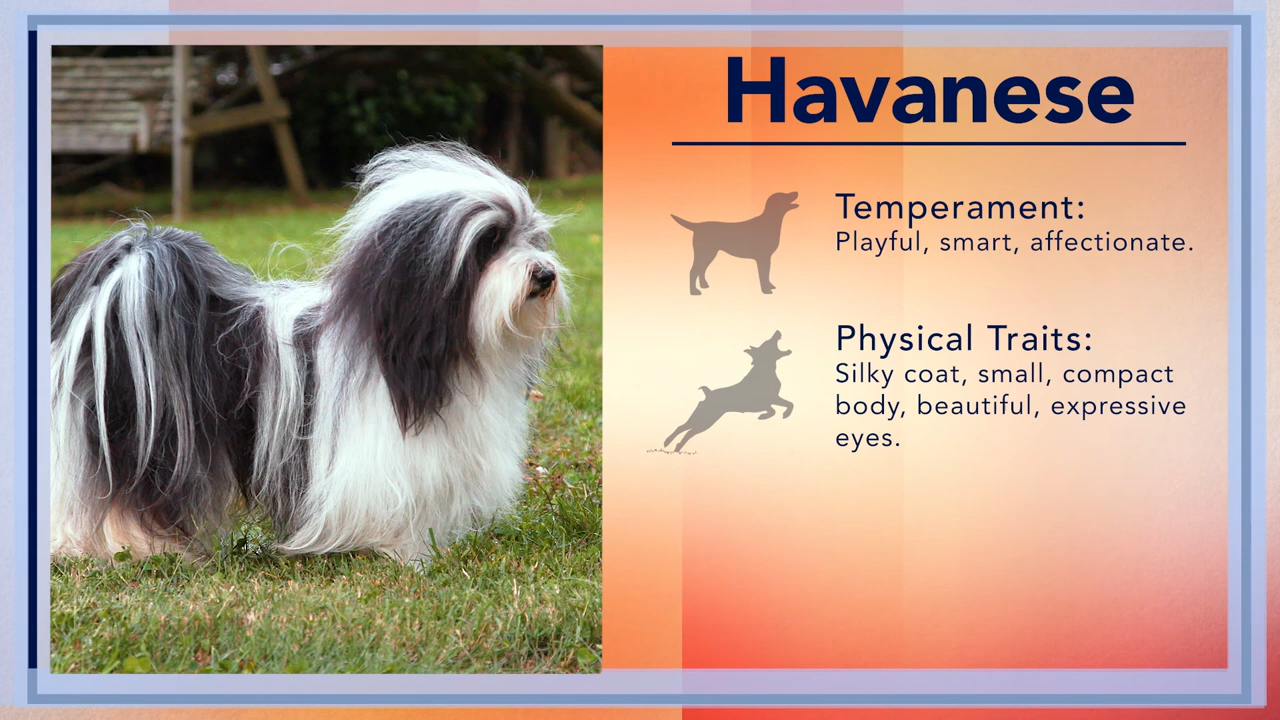 Havanese
Temperament:
Playful, smart, affectionate.
Physical Traits:
Silky coat, small, compact
body, beautiful, expressive
eyes.